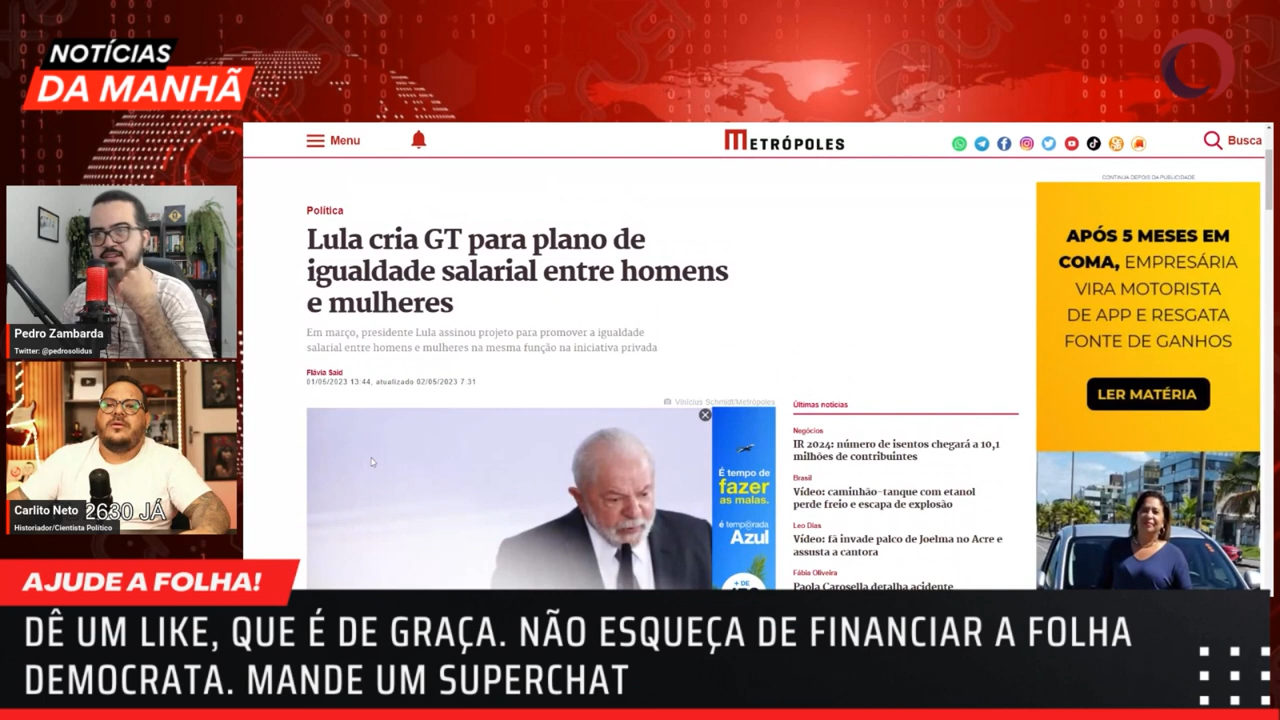 NOTÍCIAS
DA MANHÃ
Menu
METRÓPOLES
Busca
CONTINUA DEPOIS DA PUBLICIDADE
Política
Lula cria GT para plano de
igualdade salarial entre homens
e mulheres
Em março, presidente Lula assinou projeto para promover a igualdade
salarial entre homens e mulheres na mesma função na iniciativa privada
Flávia Said
01/05/2023 13:44, atualizado 02/05/2023 7:31
Vinícius Schmidt/Metrópoles
É tempo de
fazer
as malas.
é temporada
Azul
+ DE
Últimas notícias
Negócios
IR 2024: número de isentos chegará a 10,1
milhões de contribuintes
Brasil
Vídeo: caminhão-tanque com etanol
perde freio e escapa de explosão
Leo Dias
Vídeo: fã invade palco de Joelma no Acre e
assusta a cantora
Fábia Oliveira
Paola Carosella detalha acidente
APÓS 5 MESES EM
COMA, EMPRESÁRIA
VIRA MOTORISTA
DE APP E RESGATA
FONTE DE GANHOS
LER MATÉRIA
Pedro Zambarda
Twitter: @pedrosolidus
2630 JÁ
Carlito Neto
Historiador/Cientista Político
AJUDE A FOLHA!
DÊ UM LIKE, QUE É DE GRAÇA. NÃO ESQUEÇA DE FINANCIAR A FOLHA
DEMOCRATA. MANDE UM SUPERCHAT